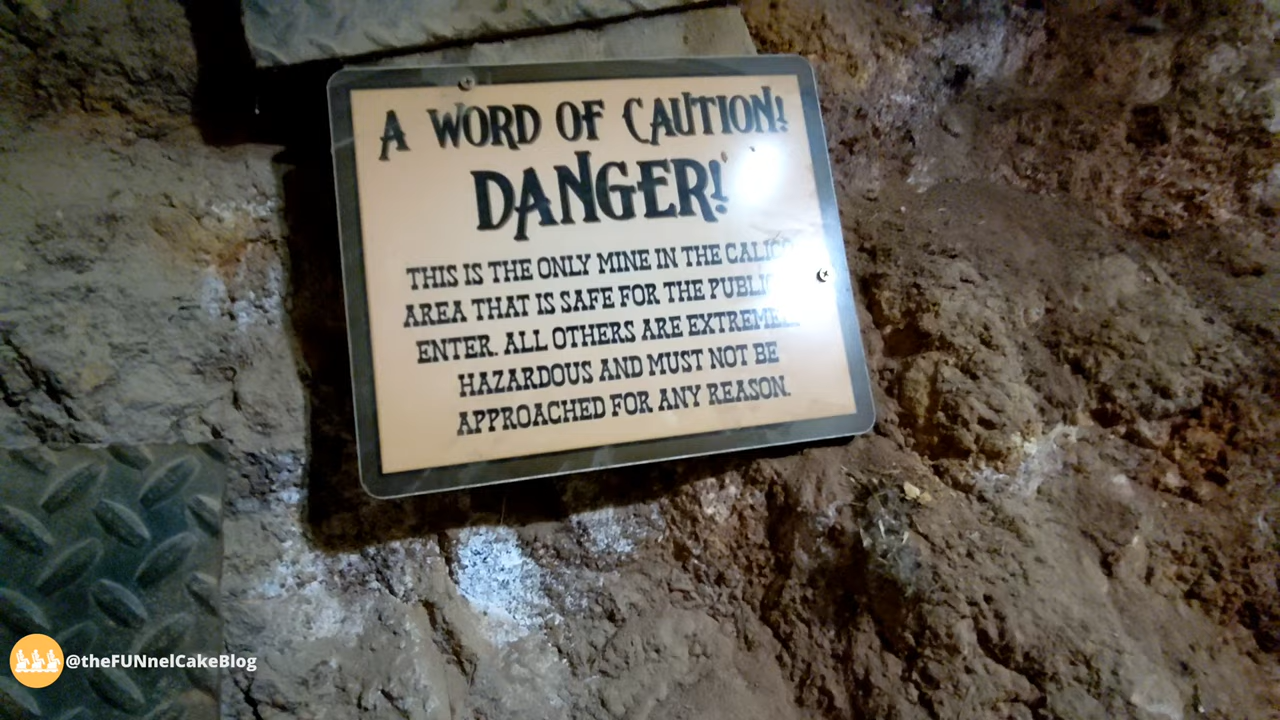 A WORD OF CAUTION!
DANGER!
THIS IS THE ONLY MINE IN THE
AREA THAT IS SAFE FOR THE
ENTER. ALL OTHERS ARE
HAZARDOUS AND MUST NOT BE
APPROACHED FOR ANY REASON.
@theFUNnelCakeBlog